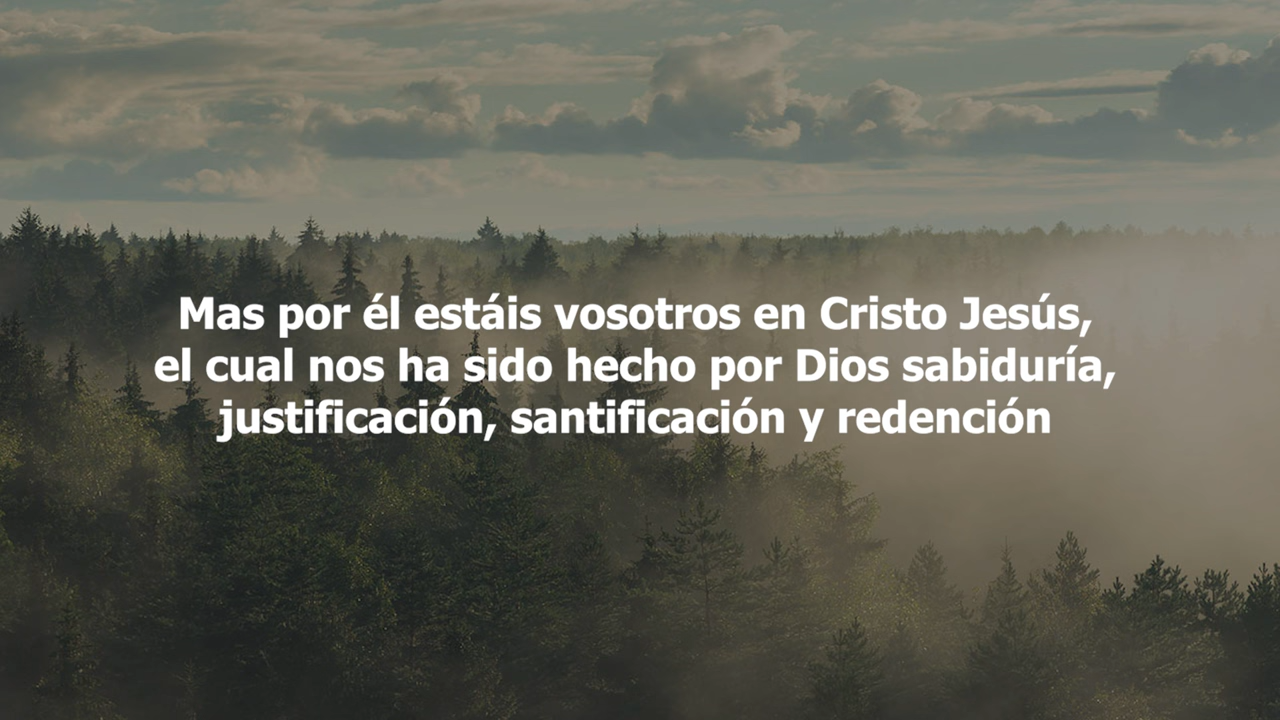 Mas por él estáis vosotros en Cristo Jesús,
el cual nos ha sido hecho por Dios sabiduría,
justificación, santificación y redención